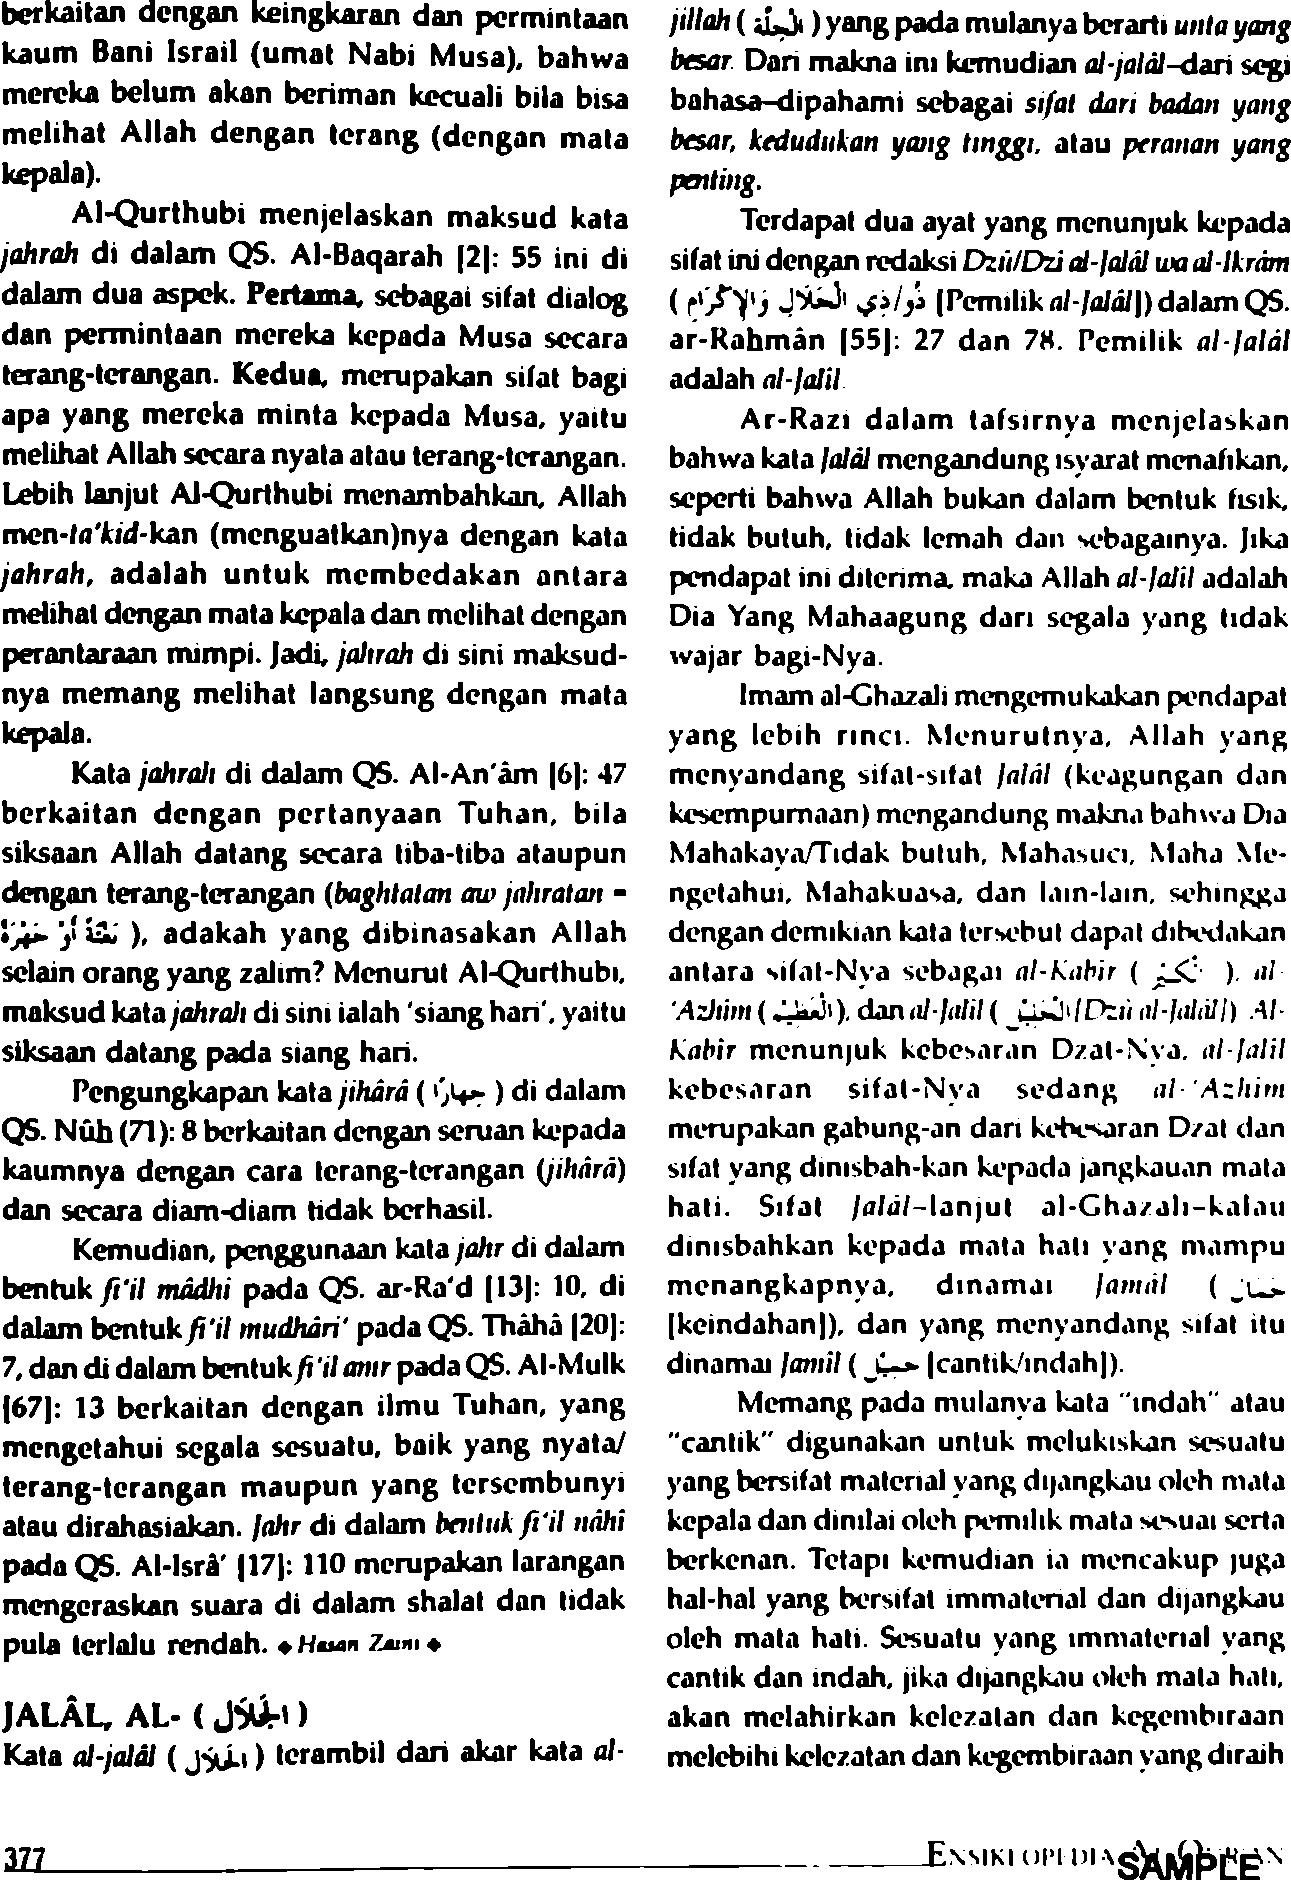 berkaitan dengan keingkaran dan permintaan
kaum Bani Israil (umat Nabi Musa), bahwa
mereka belum akan beriman kecuali bila bisa
melihat Allah dengan terang (dengan mata
kepala).
Al-Qurthubi menjelaskan maksud kata
jahrah di dalam QS. Al-Baqarah [2]: 55 ini di
dalam dua aspek. Pertama, sebagai sifat dialog
dan permintaan mereka kepada Musa secara
terang-terangan. Kedua, merupakan sifat bagi
apa yang mereka minta kepada Musa, yaitu
melihat Allah secara nyata atau terang-terangan.
Lebih lanjut Al-Qurthubi menambahkan, Allah
men-ta'kid-kan (menguatkan)nya dengan kata
jahrah, adalah untuk membedakan antara
melihat dengan mata kepala dan melihat dengan
perantaraan mimpi. Jadi, jahrah di sini maksud-
nya memang melihat langsung dengan mata
kepala.
Kata jahrah di dalam QS. Al-An'âm [6]: 47
berkaitan dengan pertanyaan Tuhan, bila
siksaan Allah datang secara tiba-tiba ataupun
dengan terang-terangan (baghtatan aw jahratan =
بَغْتَةً أَوْ جَهْرَةً ), adakah yang dibinasakan Allah
selain orang yang zalim? Menurut Al-Qurthubi,
maksud kata jahrah di sini ialah 'siang hari', yaitu
siksaan datang pada siang hari.
Pengungkapan kata jihârâ ( جِهَارًا ) di dalam
QS. Nûh (71): 8 berkaitan dengan seruan kepada
kaumnya dengan cara terang-terangan (jihârâ)
dan secara diam-diam tidak berhasil.
Kemudian, penggunaan kata jahr di dalam
bentuk fi'il mâdhi pada QS. ar-Ra'd [13]: 10, di
dalam bentuk fi'il mudhâri' pada QS. Thâhâ [20]:
7, dan di dalam bentuk fi'il amr pada QS. Al-Mulk
[67]: 13 berkaitan dengan ilmu Tuhan, yang
mengetahui segala sesuatu, baik yang nyata/
terang-terangan maupun yang tersembunyi
atau dirahasiakan. Jahr di dalam bentuk fi'il nâhî
pada QS. Al-Isrâ' [17]: 110 merupakan larangan
mengeraskan suara di dalam shalat dan tidak
pula terlalu rendah. ♦ Hasan Zaini ♦
JALÂL, AL- ( الْجَلَال )
Kata al-jalâl ( الْجَلَال ) terambil dari akar kata al-
jillah ( الْجِلَّة ) yang pada mulanya berarti unta yang
besar. Dari makna ini kemudian al-jalâl–dari segi
bahasa–dipahami sebagai sifat dari badan yang
besar, kedudukan yang tinggi, atau peranan yang
penting.
Terdapat dua ayat yang menunjuk kepada
sifat ini dengan redaksi Dzû/Dzi al-Jalâl wa al-Ikrâm
( ذُو/ذِي الْجَلَالِ وَالْإِكْرَامِ [Pemilik al-Jalâl]) dalam QS.
ar-Rahmân [55]: 27 dan 78. Pemilik al-Jalâl
adalah al-Jalil.
Ar-Razi dalam tafsirnya menjelaskan
bahwa kata Jalâl mengandung isyarat menafikan,
seperti bahwa Allah bukan dalam bentuk fisik,
tidak butuh, tidak lemah dan sebagainya. Jika
pendapat ini diterima, maka Allah al-Jalil adalah
Dia Yang Mahaagung dari segala yang tidak
wajar bagi-Nya.
Imam al-Ghazali mengemukakan pendapat
yang lebih rinci. Menurutnya, Allah yang
menyandang sifat-sifat Jalâl (keagungan dan
kesempurnaan) mengandung makna bahwa Dia
Mahakaya/Tidak butuh, Mahasuci, Maha Me-
ngetahui, Mahakuasa, dan lain-lain, sehingga
dengan demikian kata tersebut dapat dibedakan
antara sifat-Nya sebagai al-Kabir ( ), al-
'Azhim ( الْعَظِيْم ), dan al-Jalil ( [Dzû al-Jalâl]) Al-
Kabir menunjuk kebesaran Dzat-Nya, al-Jalil
kebesaran sifat-Nya sedang al-'Azhim
merupakan gabung-an dari kebesaran Dzat dan
sifat yang dinisbah-kan kepada jangkauan mata
hati. Sifat Jalâl–lanjut al-Ghazali–kalau
dinisbahkan kepada mata hati yang mampu
menangkapnya, dinamai Jamâl ( جَمَال
[keindahan]), dan yang menyandang sifat itu
dinamai Jamil ( جَمِيْل [cantik/indah]).
Memang pada mulanya kata "indah" atau
"cantik" digunakan untuk melukiskan sesuatu
yang bersifat material yang dijangkau oleh mata
kepala dan dinilai oleh pemilik mata sesuai serta
berkenan. Tetapi kemudian ia mencakup juga
hal-hal yang bersifat immaterial dan dijangkau
oleh mata hati. Sesuatu yang immaterial yang
cantik dan indah, jika dijangkau oleh mata hati,
akan melahirkan kelezatan dan kegembiraan
melebihi kelezatan dan kegembiraan yang diraih
377
ENSIKLOPEDIA
SAMPLE